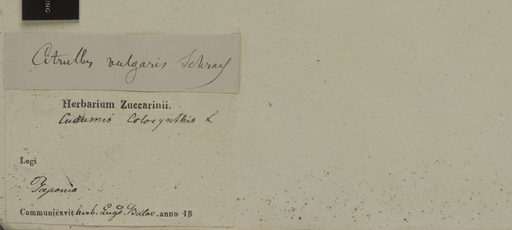 Citrullus vulgaris Schrad
Herbarium Zuccarinii.
Cucumis Colocynthis L
Legi
Japonia
Communicavit herb. Lugd. Batav. anno 18